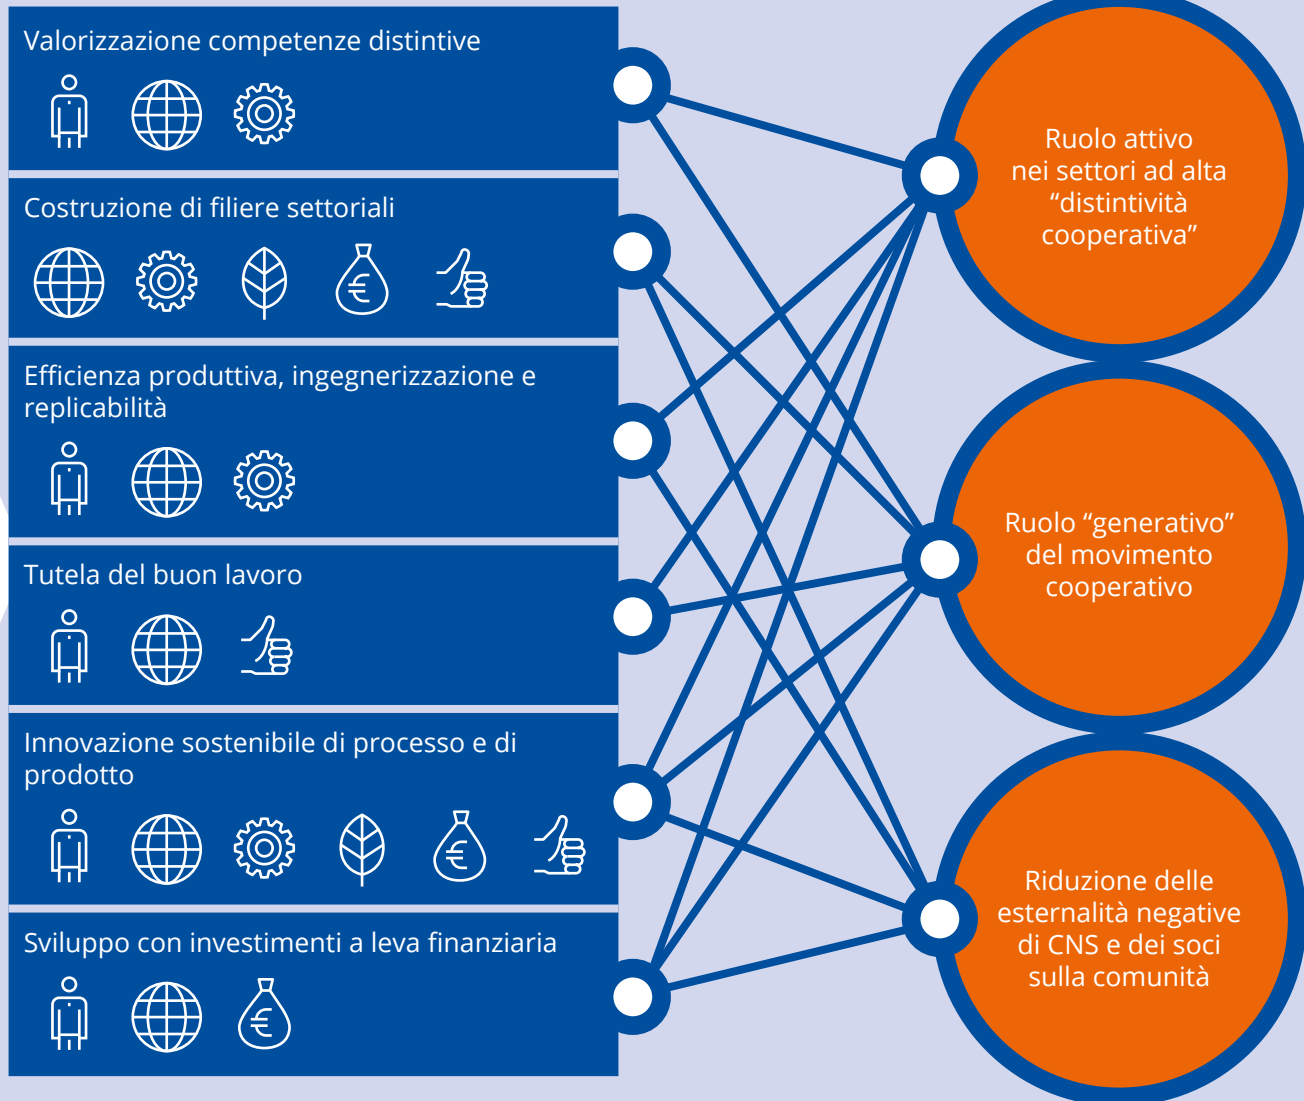 Valorizzazione competenze distintive
Costruzione di filiere settoriali
€
Efficienza produttiva, ingegnerizzazione e
replicabilità
Tutela del buon lavoro
Innovazione sostenibile di processo e di
prodotto
€
Sviluppo con investimenti a leva finanziaria
€
Ruolo attivo
nei settori ad alta
“distintività
cooperativa”
Ruolo “generativo”
del movimento
cooperativo
Riduzione delle
esternalità negative
di CNS e dei soci
sulla comunità